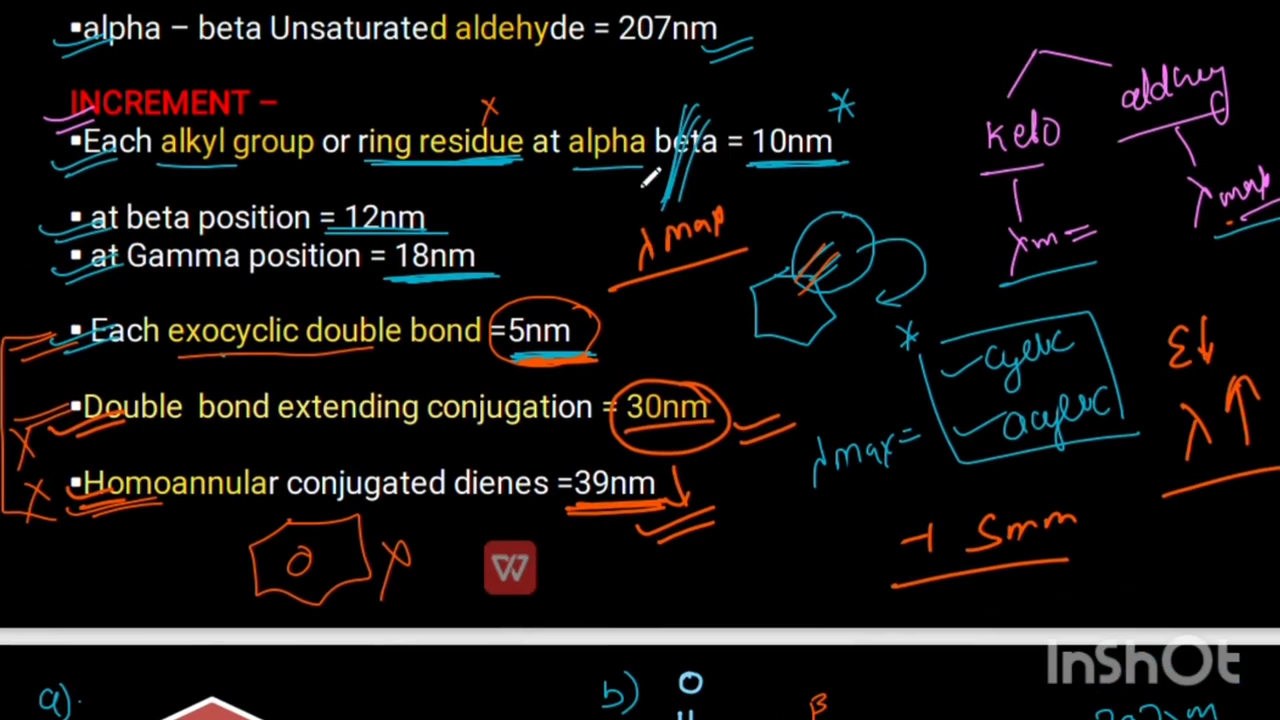 ▪alpha – beta Unsaturated aldehyde = 207nm
INCREMENT –
▪Each alkyl group or ring residue at alpha beta = 10nm
▪ at beta position = 12nm
▪ at Gamma position = 18nm
▪ Each exocyclic double bond =5nm
▪Double bond extending conjugation = 30nm
▪Homoannular conjugated dienes =39nm
Keto
λmax
λm =
λmax
cyclic
acyclic
λmax=
ε↓
λ↑
InShOt
a).
b)
O
β